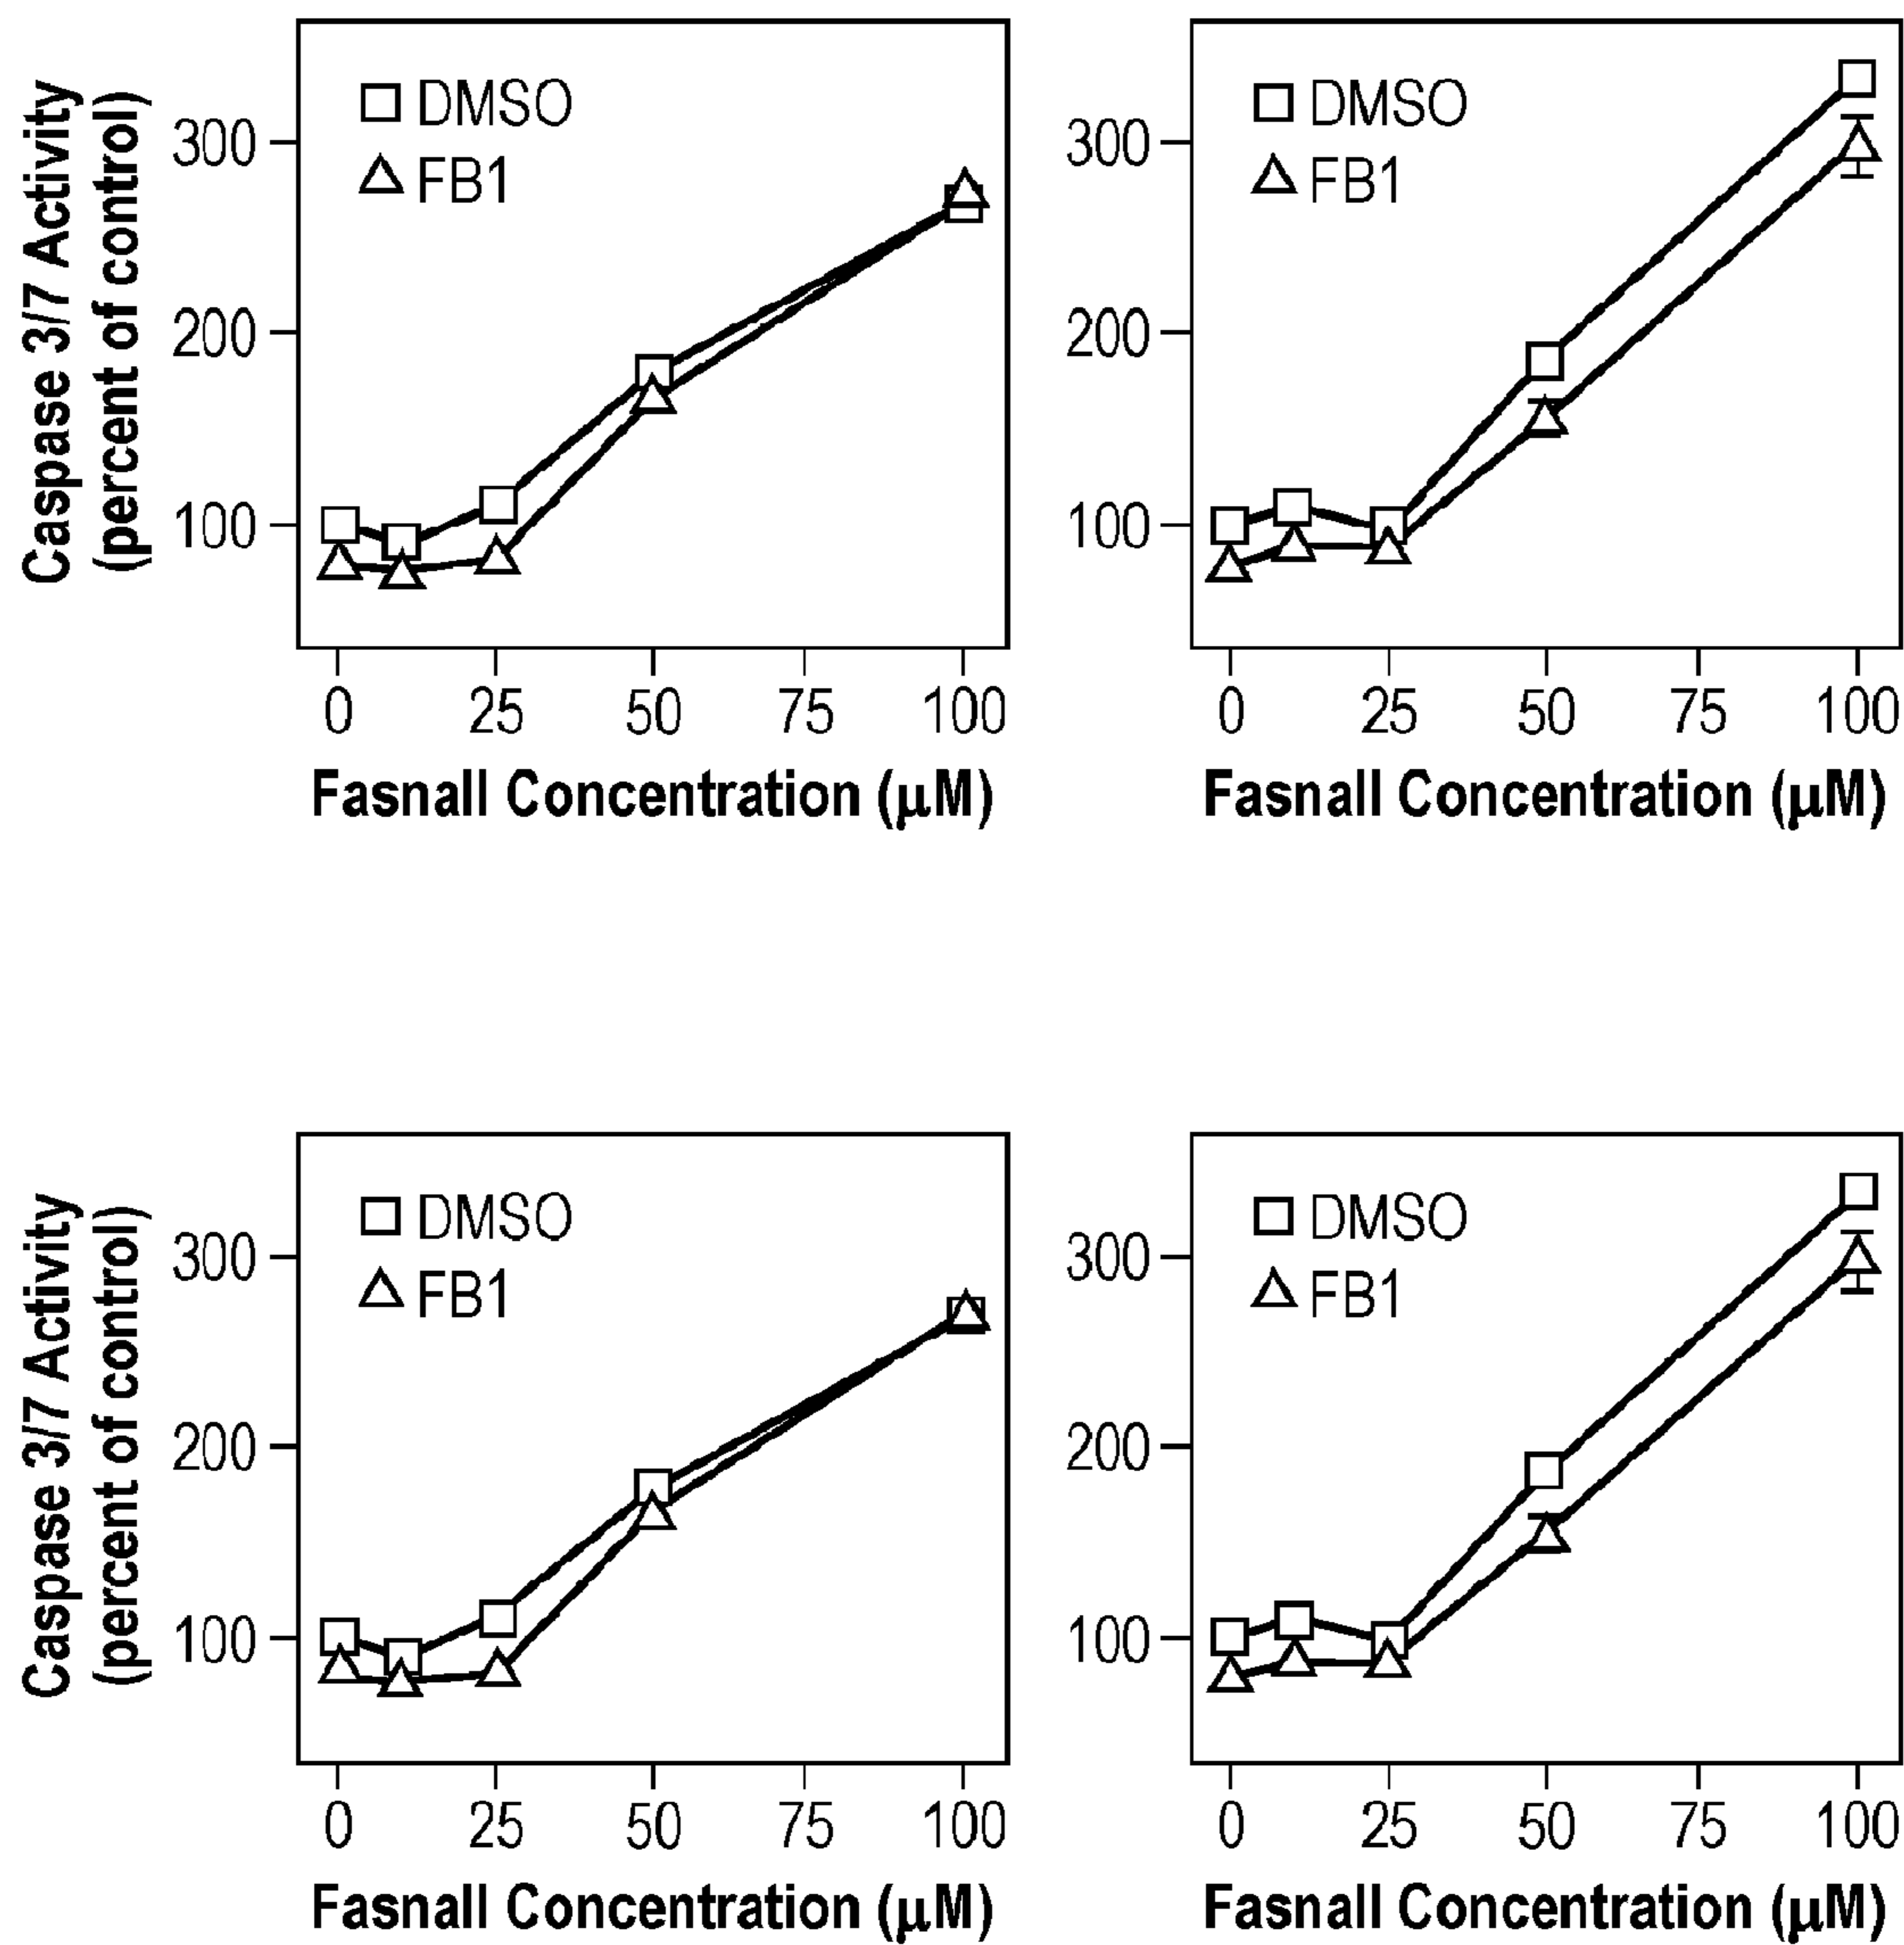 Caspase 3/7 Activity
(percent of control)
DMSO
FB1
300
200
100
0 25 50 75 100
Fasnall Concentration (µM)
DMSO
FB1
300
200
100
0 25 50 75 100
Fasnall Concentration (µM)
Caspase 3/7 Activity
(percent of control)
DMSO
FB1
300
200
100
0 25 50 75 100
Fasnall Concentration (µM)
DMSO
FB1
300
200
100
0 25 50 75 100
Fasnall Concentration (µM)